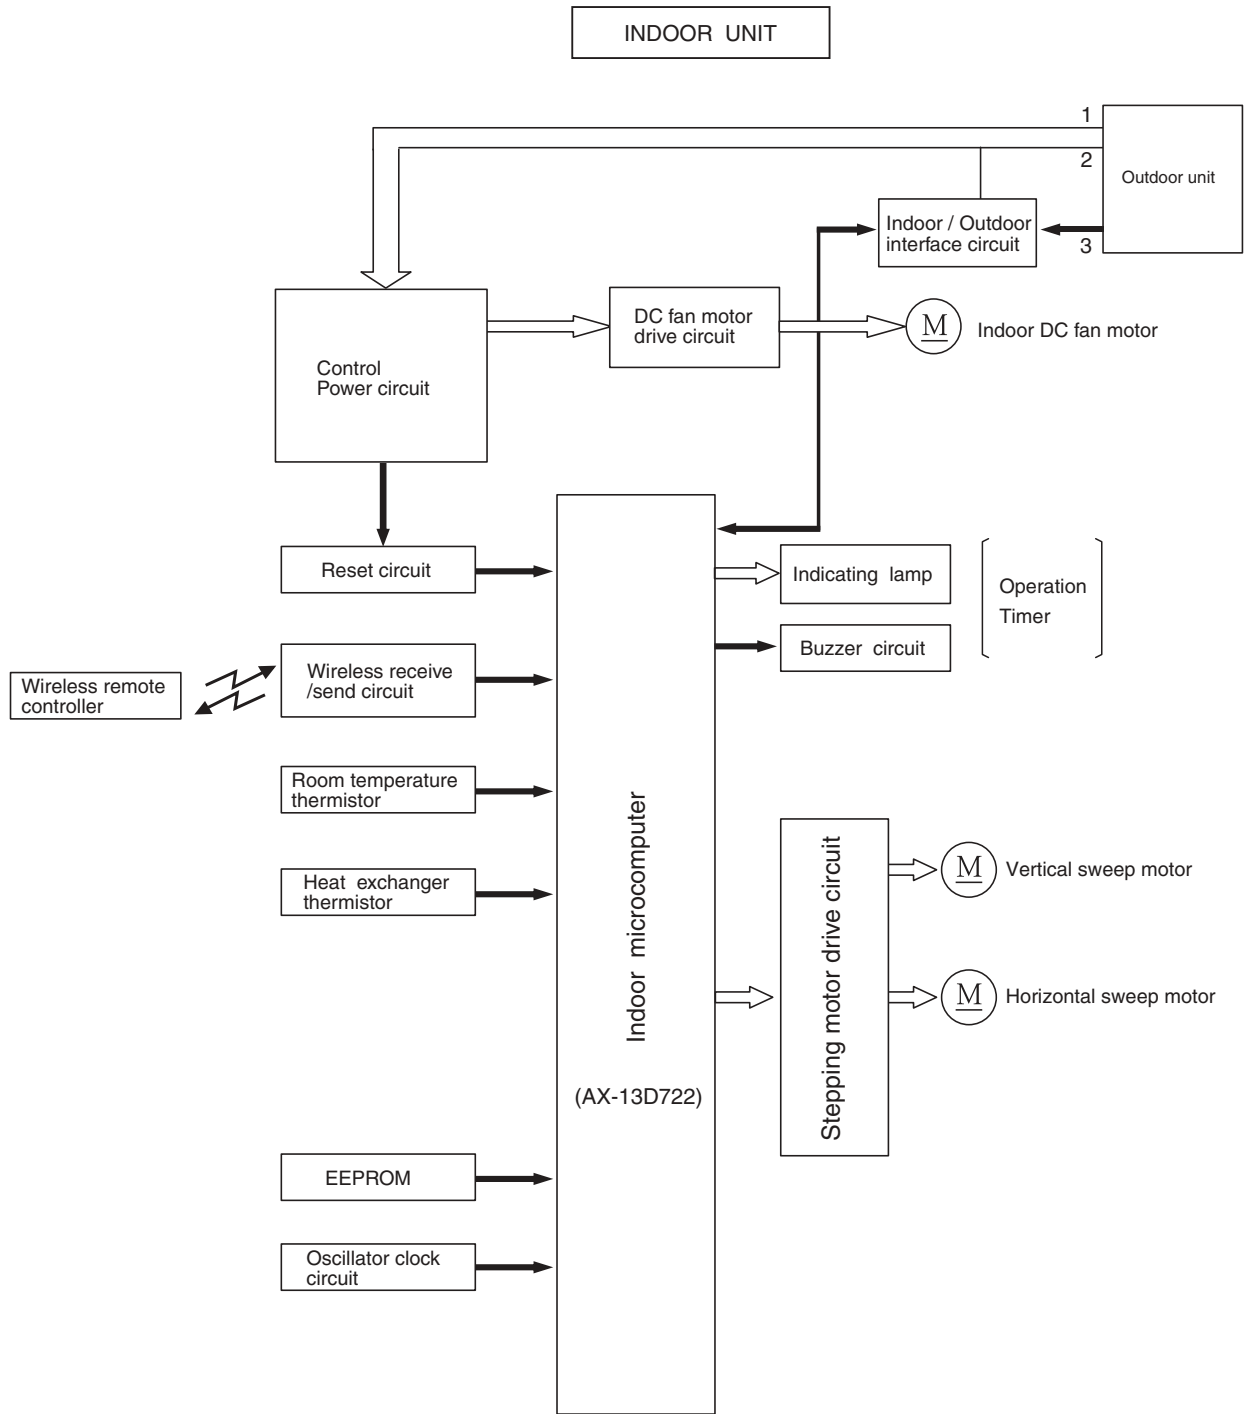 INDOOR UNIT
1
2
Outdoor unit
Indoor / Outdoor
interface circuit
3
DC fan motor
drive circuit
M
Indoor DC fan motor
Control
Power circuit
Reset circuit
Indicating lamp
Operation
Timer
Buzzer circuit
Wireless remote
controller
Wireless receive
/send circuit
Room temperature
thermistor
Heat exchanger
thermistor
Indoor microcomputer
(AX-13D722)
Stepping motor drive circuit
M
Vertical sweep motor
M
Horizontal sweep motor
EEPROM
Oscillator clock
circuit